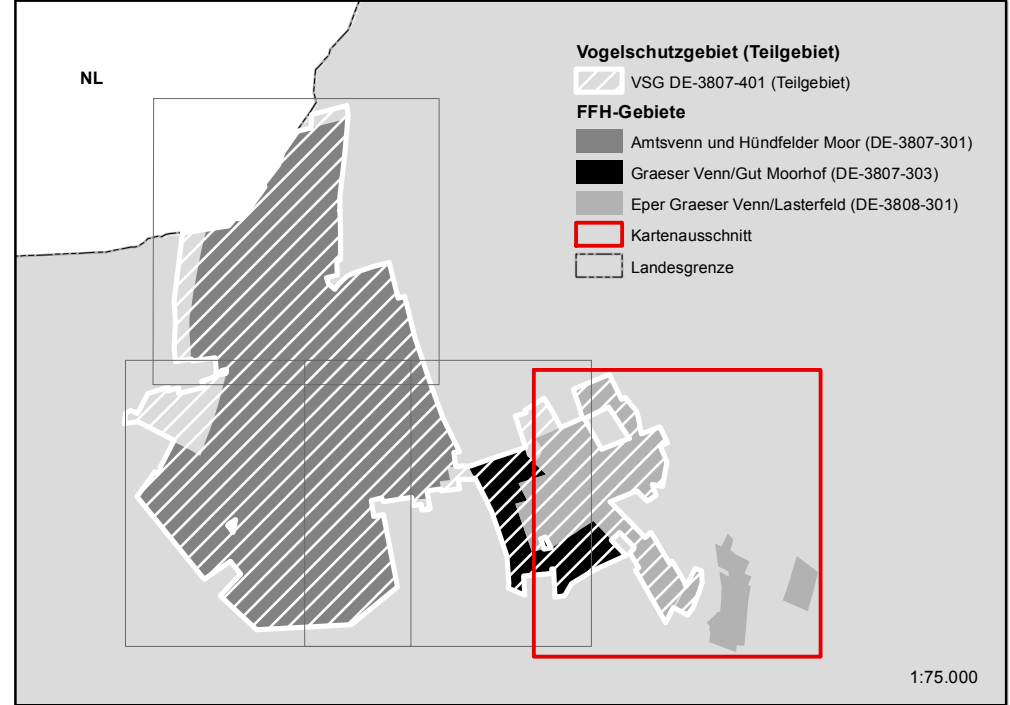 NL
Vogelschutzgebiet (Teilgebiet)
VSG DE-3807-401 (Teilgebiet)
FFH-Gebiete
Amtsvenn und Hündfelder Moor (DE-3807-301)
Graeser Venn/Gut Moorhof (DE-3807-303)
Eper Graeser Venn/Lasterfeld (DE-3808-301)
Kartenausschnitt
Landesgrenze
1:75.000